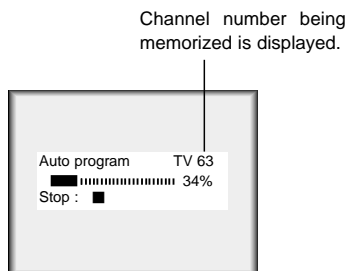 Channel number being
memorized is displayed.
Auto program TV 63
34%
Stop : ■